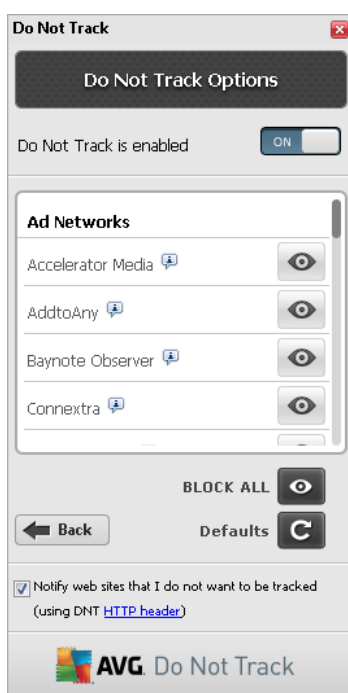 Do Not Track
Do Not Track Options
Do Not Track is enabled
ON
Ad Networks
Accelerator Media
AddtoAny
Baynote Observer
Connextra
BLOCK ALL
Back
Defaults
Notify web sites that I do not want to be tracked
(using DNT HTTP header)
AVG. Do Not Track